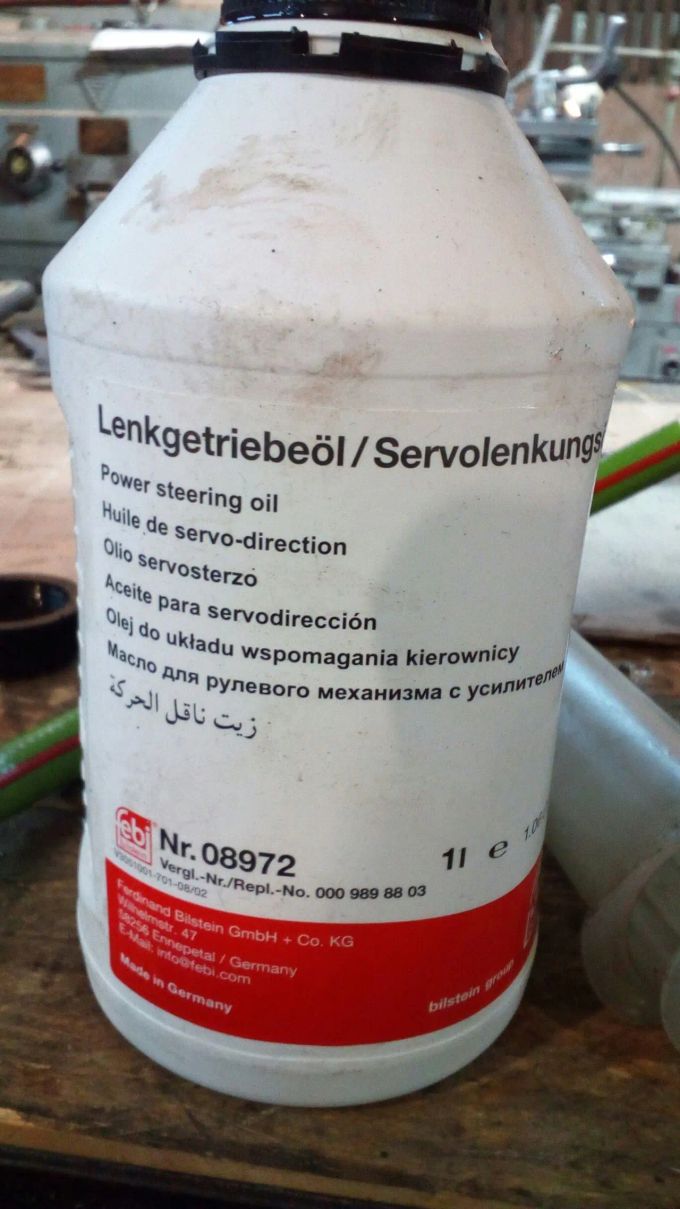 Lenkgetriebeöl / Servolenkungs
Power steering oil
Huile de servo-direction
Olio servosterzo
Aceite para servodirección
Olej do układu wspomagania kierownicy
Масло для рулевого механизма с усилителем
زيت ناقل الحركة
febi
Nr. 08972
1l e
Vergl.-Nr./Repl.-No. 000 989 88 03
Ferdinand Bilstein GmbH + Co. KG
Wilhelmstr. 47
58256 Ennepetal / Germany
E-Mail: info@febi.com
Made in Germany
bilstein group